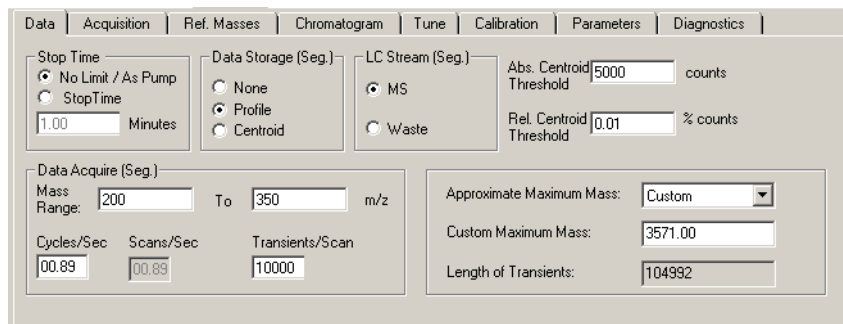 Data Acquisition Ref. Masses Chromatogram Tune Calibration Parameters Diagnostics
Stop Time
No Limit / As Pump
StopTime
1.00 Minutes
Data Storage (Seg.)
None
Profile
Centroid
LC Stream (Seg.)
MS
Waste
Abs. Centroid
Threshold 5000 counts
Rel. Centroid
Threshold 0.01 % counts
Data Acquire (Seg.)
Mass
Range: 200 To 350 m/z
Cycles/Sec Scans/Sec Transients/Scan
00.89 00.89 10000
Approximate Maximum Mass: Custom
Custom Maximum Mass: 3571.00
Length of Transients: 104992